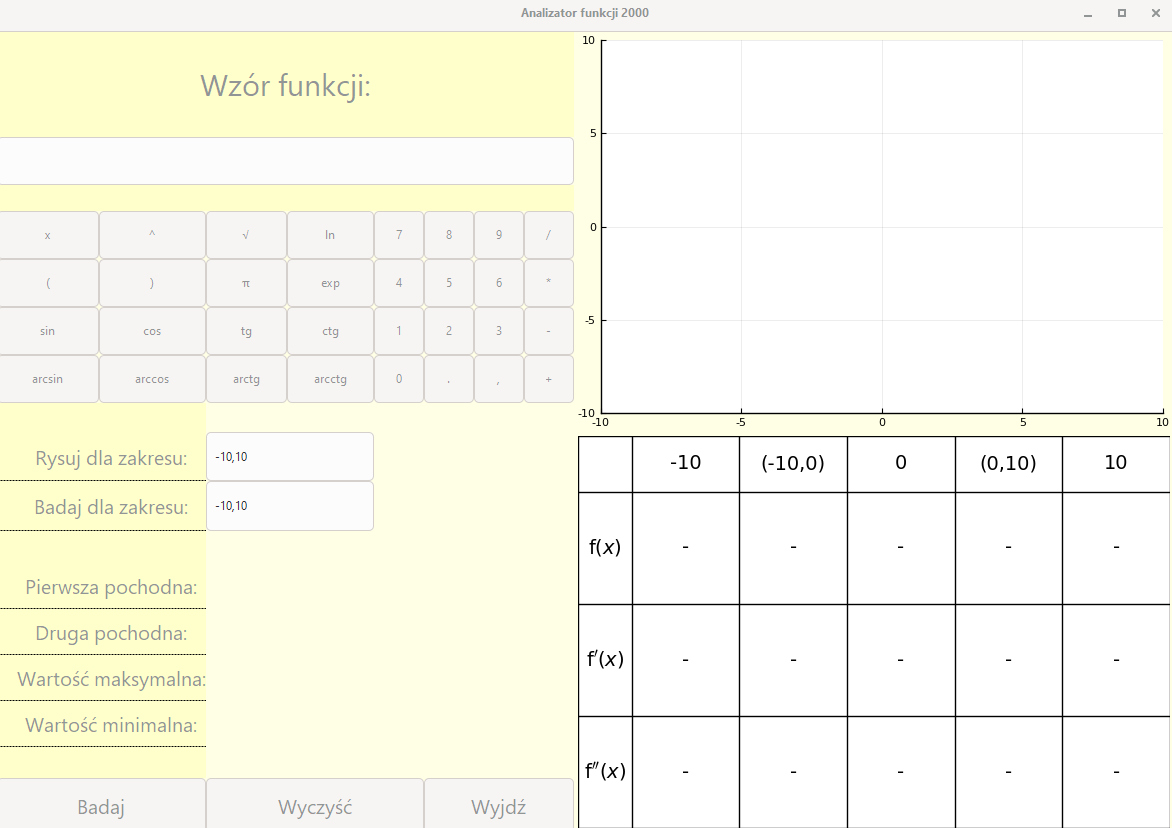 Analizator funkcji 2000
Wzór funkcji:
x ^ √ ln 7 8 9 /
( ) π exp 4 5 6 *
sin cos tg ctg 1 2 3 -
arcsin arccos arctg arcctg 0 . , +
Rysuj dla zakresu: -10,10
Badaj dla zakresu: -10,10
Pierwsza pochodna:
Druga pochodna:
Wartość maksymalna:
Wartość minimalna:
Badaj Wyczyść Wyjdź
10
5
0
-5
-10
-10 -5 0 5 10
-10 (-10,0) 0 (0,10) 10
f(x) - - - - -
f′(x) - - - - -
f″(x) - - - - -